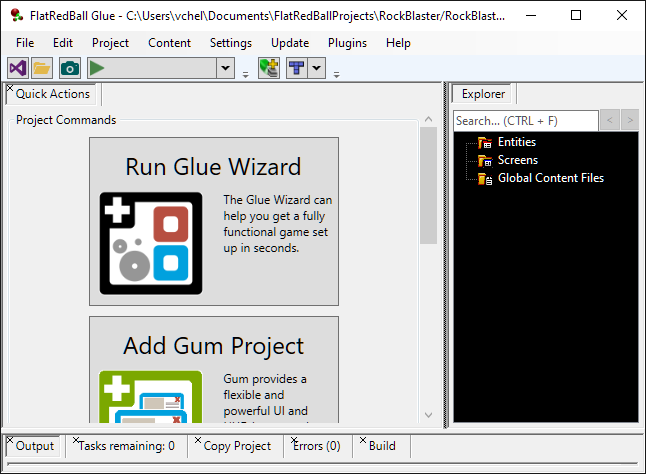 FlatRedBall Glue - C:\Users\vchel\Documents\FlatRedBallProjects\RockBlaster/RockBlast...
File Edit Project Content Settings Update Plugins Help
Quick Actions
Explorer
Project Commands
Search... (CTRL + F)
< >
Entities
Screens
Global Content Files
Run Glue Wizard
The Glue Wizard can
help you get a fully
functional game set
up in seconds.
Add Gum Project
Gum provides a
flexible and
powerful UI and
Output Tasks remaining: 0 Copy Project Errors (0) Build